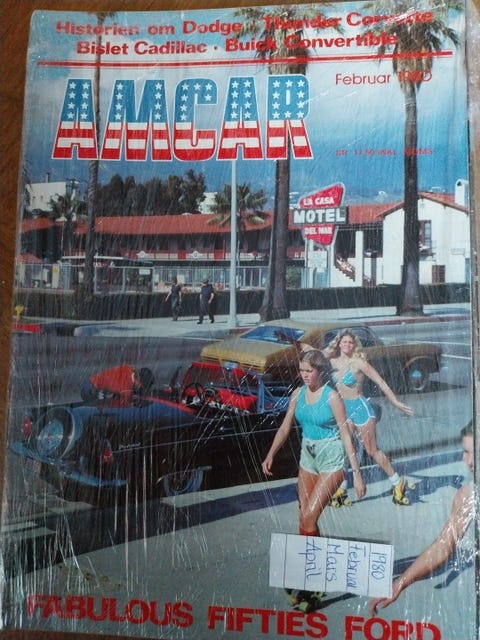 Historien om Dodge · Thunder Corvette
Bislet Cadillac · Buick Convertible
Februar 1980
AMCAR
LA CASA
MOTEL
DEL MAR
1980
Februar
Mars
April
FABULOUS FIFTIES FORD